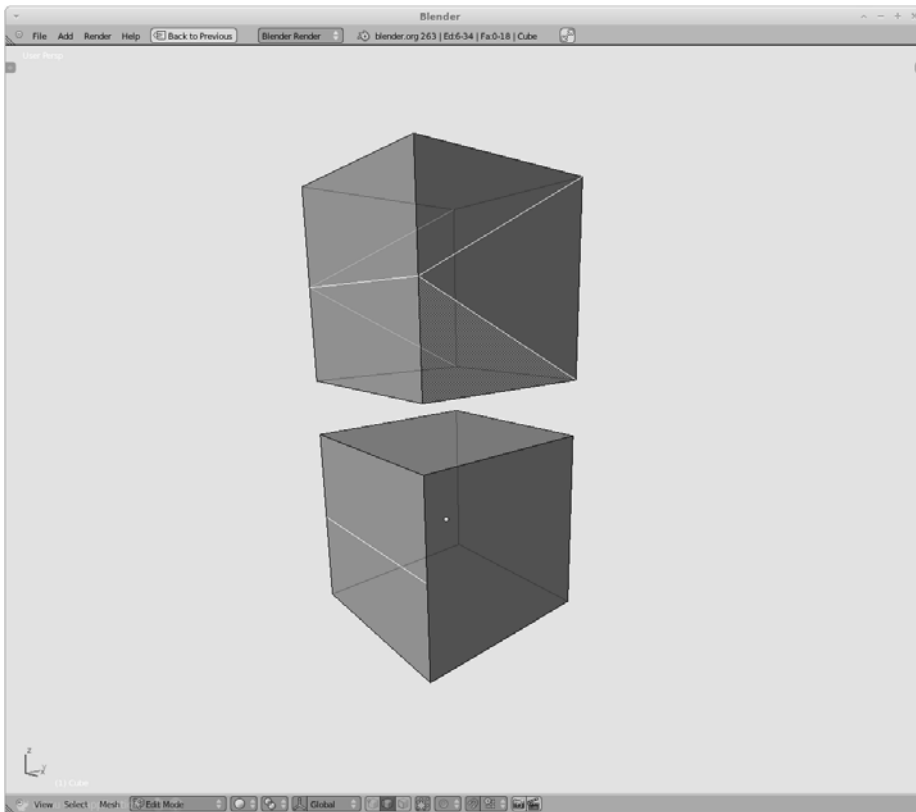 Blender
File Add Render Help Back to Previous Blender Render blender.org 263 | Ed:6-34 | Fa:0-18 | Cube
User Persp
z
y
x
(1) Cube
View Select Mesh Edit Mode Global